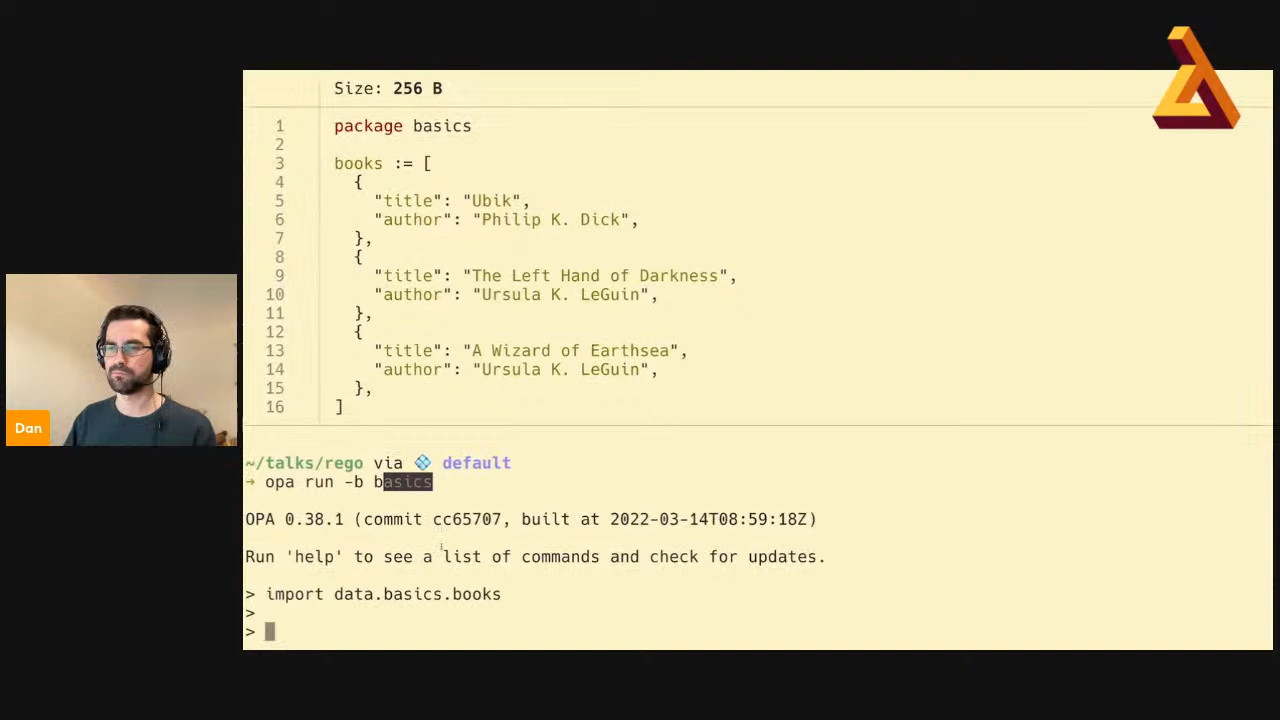 Size: 256 B
1 package basics
2
3 books := [
4 {
5 "title": "Ubik",
6 "author": "Philip K. Dick",
7 },
8 {
9 "title": "The Left Hand of Darkness",
10 "author": "Ursula K. LeGuin",
11 },
12 {
13 "title": "A Wizard of Earthsea",
14 "author": "Ursula K. LeGuin",
15 },
16 ]
~/talks/rego via 💠 default
→ opa run -b basics
OPA 0.38.1 (commit cc65707, built at 2022-03-14T08:59:18Z)
Run 'help' to see a list of commands and check for updates.
> import data.basics.books
>
>
Dan